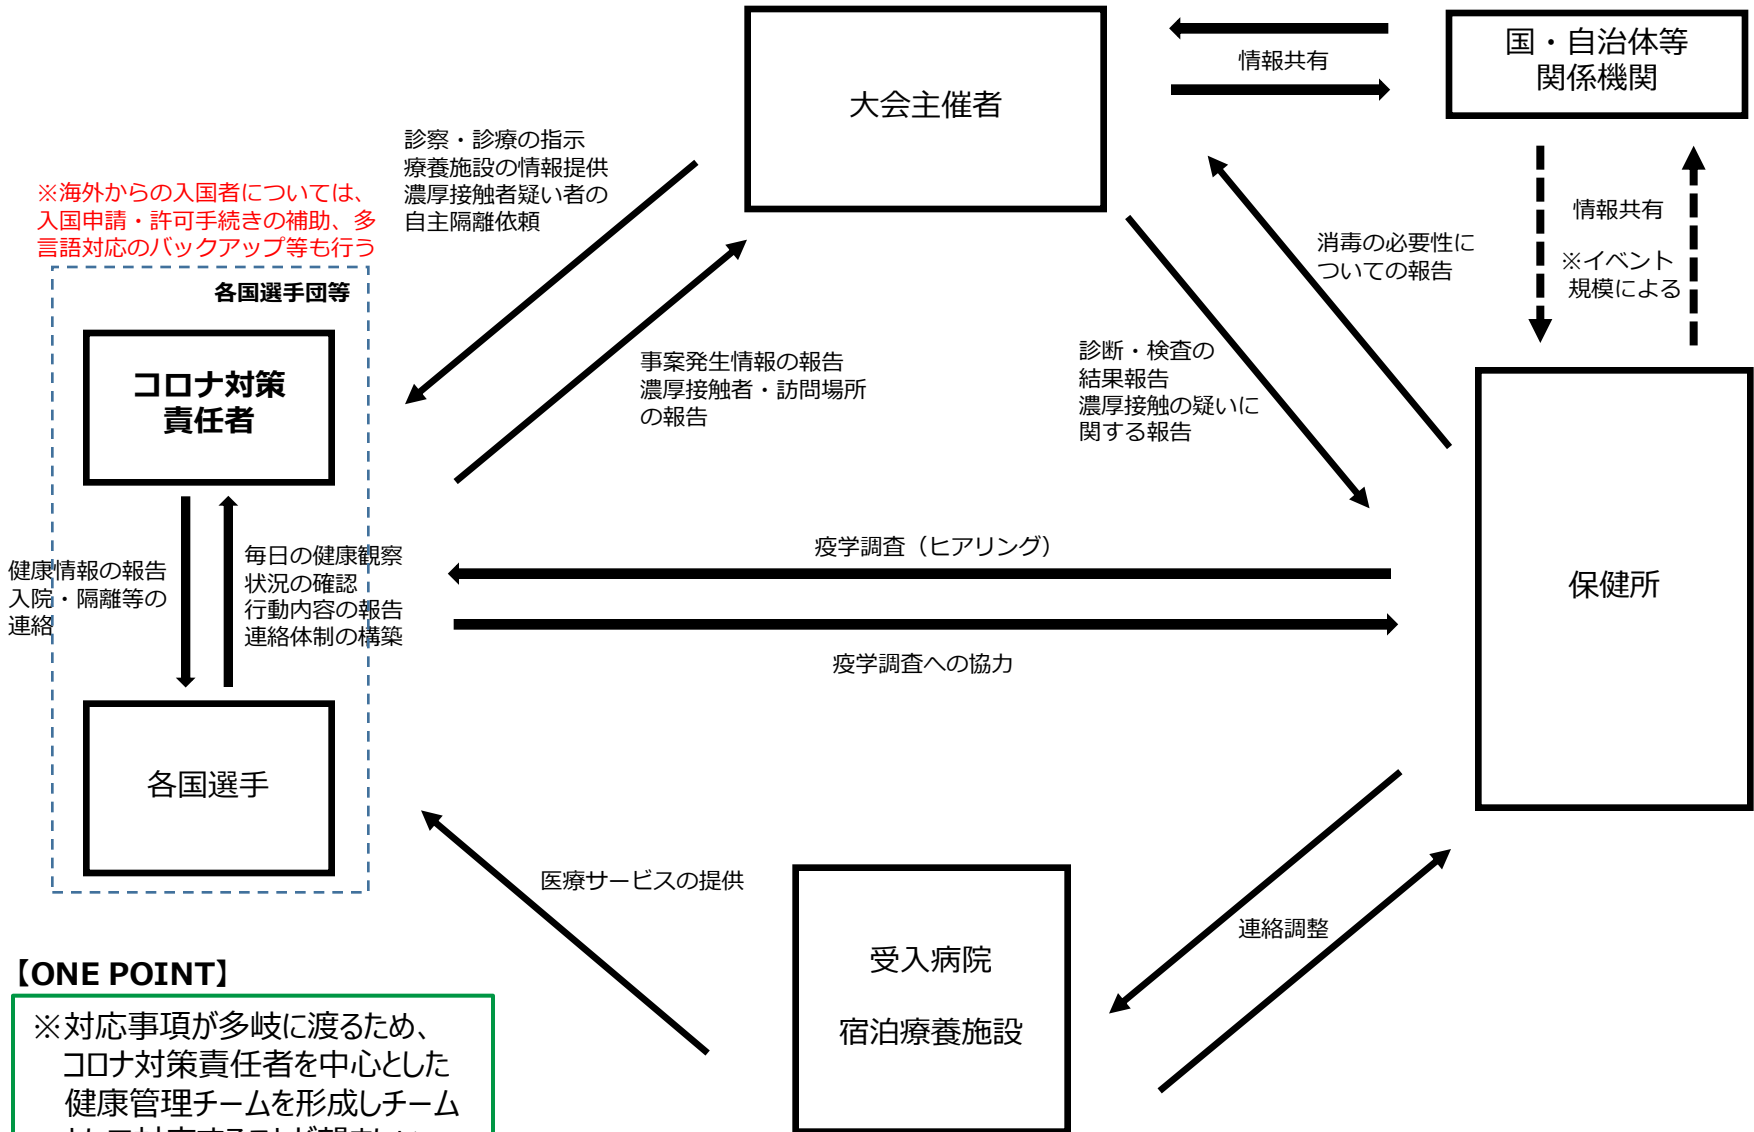 大会主催者
情報共有
国・自治体等
関係機関
診察・診療の指示
療養施設の情報提供
濃厚接触者疑い者の
自主隔離依頼
※海外からの入国者については、
入国申請・許可手続きの補助、多
言語対応のバックアップ等も行う
各国選手団等
コロナ対策
責任者
事案発生情報の報告
濃厚接触者・訪問場所
の報告
消毒の必要性に
ついての報告
情報共有
※イベント
規模による
診断・検査の
結果報告
濃厚接触の疑いに
関する報告
健康情報の報告
入院・隔離等の
連絡
毎日の健康観察
状況の確認
行動内容の報告
連絡体制の構築
疫学調査（ヒアリング）
疫学調査への協力
保健所
各国選手
医療サービスの提供
連絡調整
受入病院
宿泊療養施設
【ONE POINT】
※対応事項が多岐に渡るため、
コロナ対策責任者を中心とした
健康管理チームを形成しチーム